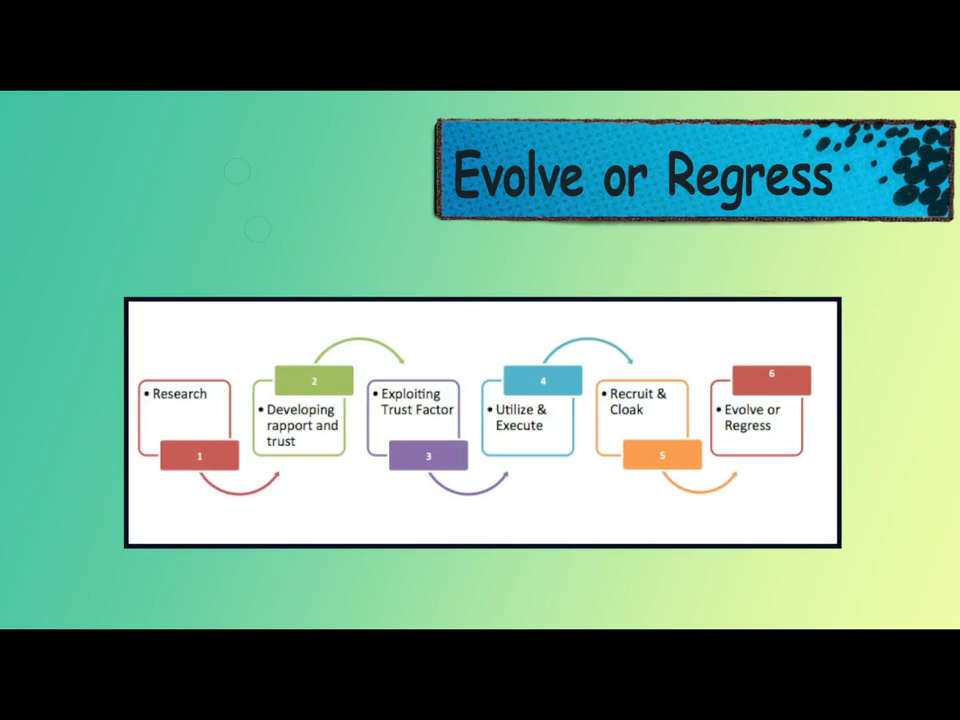 Evolve or Regress
• Research
1
2
• Developing
rapport and
trust
• Exploiting
Trust Factor
3
4
• Utilize &
Execute
• Recruit &
Cloak
5
6
• Evolve or
Regress